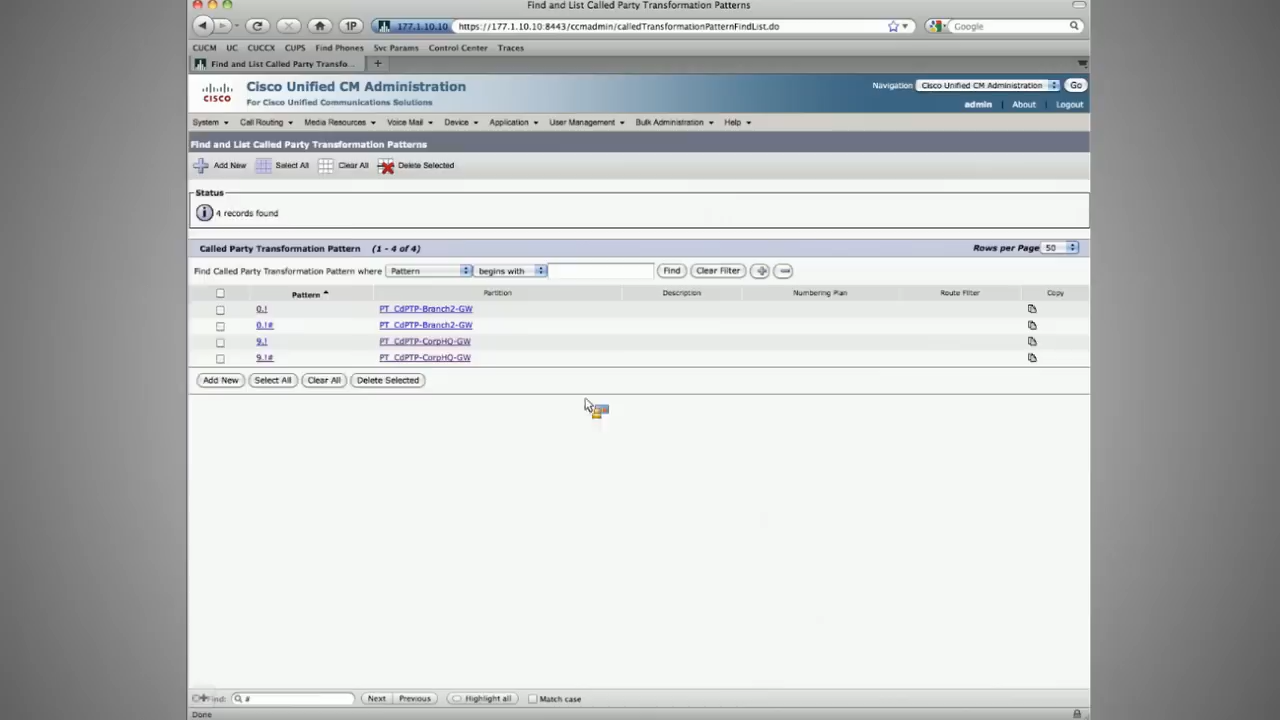 Find and List Called Party Transformation Patterns
1P
177.1.10.10
https://177.1.10.10:8443/ccmadmin/calledTransformationPatternFindList.do
Google
CUCM UC CUCCX CUPS Find Phones Svc Params Control Center Traces
Find and List Called Party Transfo...
cisco
Cisco Unified CM Administration
For Cisco Unified Communications Solutions
Navigation Cisco Unified CM Administration Go
admin About Logout
System Call Routing Media Resources Voice Mail Device Application User Management Bulk Administration Help
Find and List Called Party Transformation Patterns
Add New Select All Clear All Delete Selected
Status
i 4 records found
Called Party Transformation Pattern (1 - 4 of 4)
Rows per Page 50
Find Called Party Transformation Pattern where Pattern begins with Find Clear Filter
Pattern Partition Description Numbering Plan Route Filter Copy
0.! PT_CdPTP-Branch2-GW
0.!# PT_CdPTP-Branch2-GW
9.! PT_CdPTP-CorpHQ-GW
9.!# PT_CdPTP-CorpHQ-GW
Add New Select All Clear All Delete Selected
Find: # Next Previous Highlight all Match case
Done